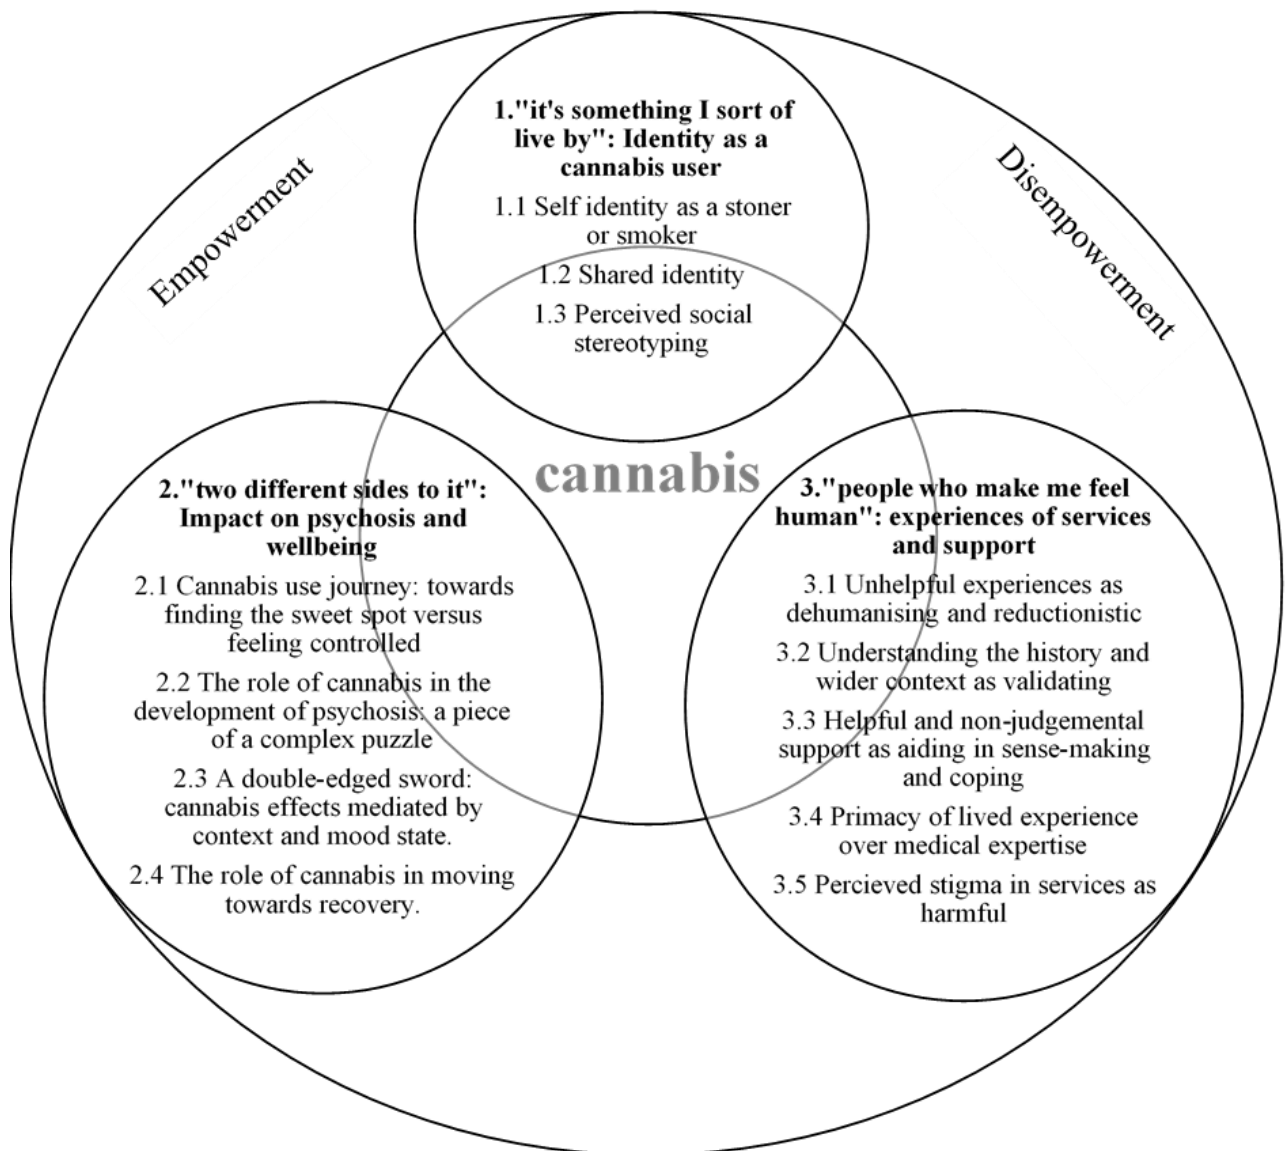 1."it's something I sort of
live by": Identity as a
cannabis user
1.1 Self identity as a stoner
or smoker
1.2 Shared identity
1.3 Perceived social
stereotyping
Empowerment
Disempowerment
cannabis
2."two different sides to it":
Impact on psychosis and
wellbeing
2.1 Cannabis use journey: towards
finding the sweet spot versus
feeling controlled
2.2 The role of cannabis in the
development of psychosis: a piece
of a complex puzzle
2.3 A double-edged sword:
cannabis effects mediated by
context and mood state.
2.4 The role of cannabis in moving
towards recovery.
3."people who make me feel
human": experiences of services
and support
3.1 Unhelpful experiences as
dehumanising and reductionistic
3.2 Understanding the history and
wider context as validating
3.3 Helpful and non-judgemental
support as aiding in sense-making
and coping
3.4 Primacy of lived experience
over medical expertise
3.5 Percieved stigma in services as
harmful